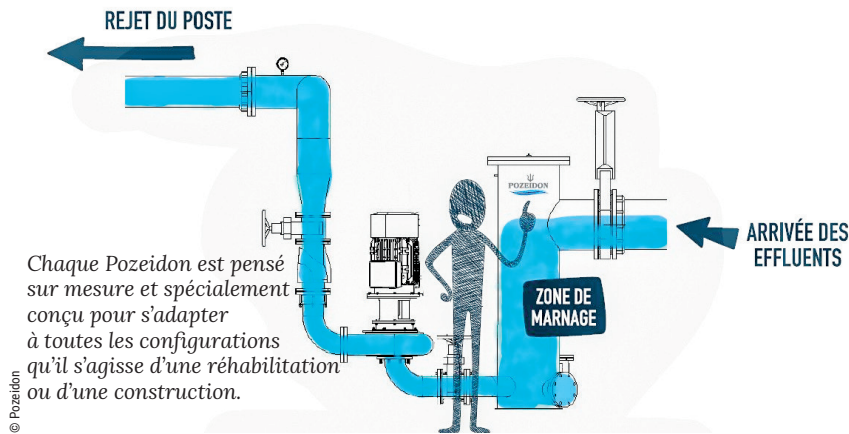 REJET DU POSTE
POZEIDON
ARRIVÉE DES
EFFLUENTS
ZONE DE
MARNAGE
Chaque Pozeidon est pensé
sur mesure et spécialement
conçu pour s’adapter
à toutes les configurations
qu’il s’agisse d’une réhabilitation
ou d’une construction.
© Pozeidon